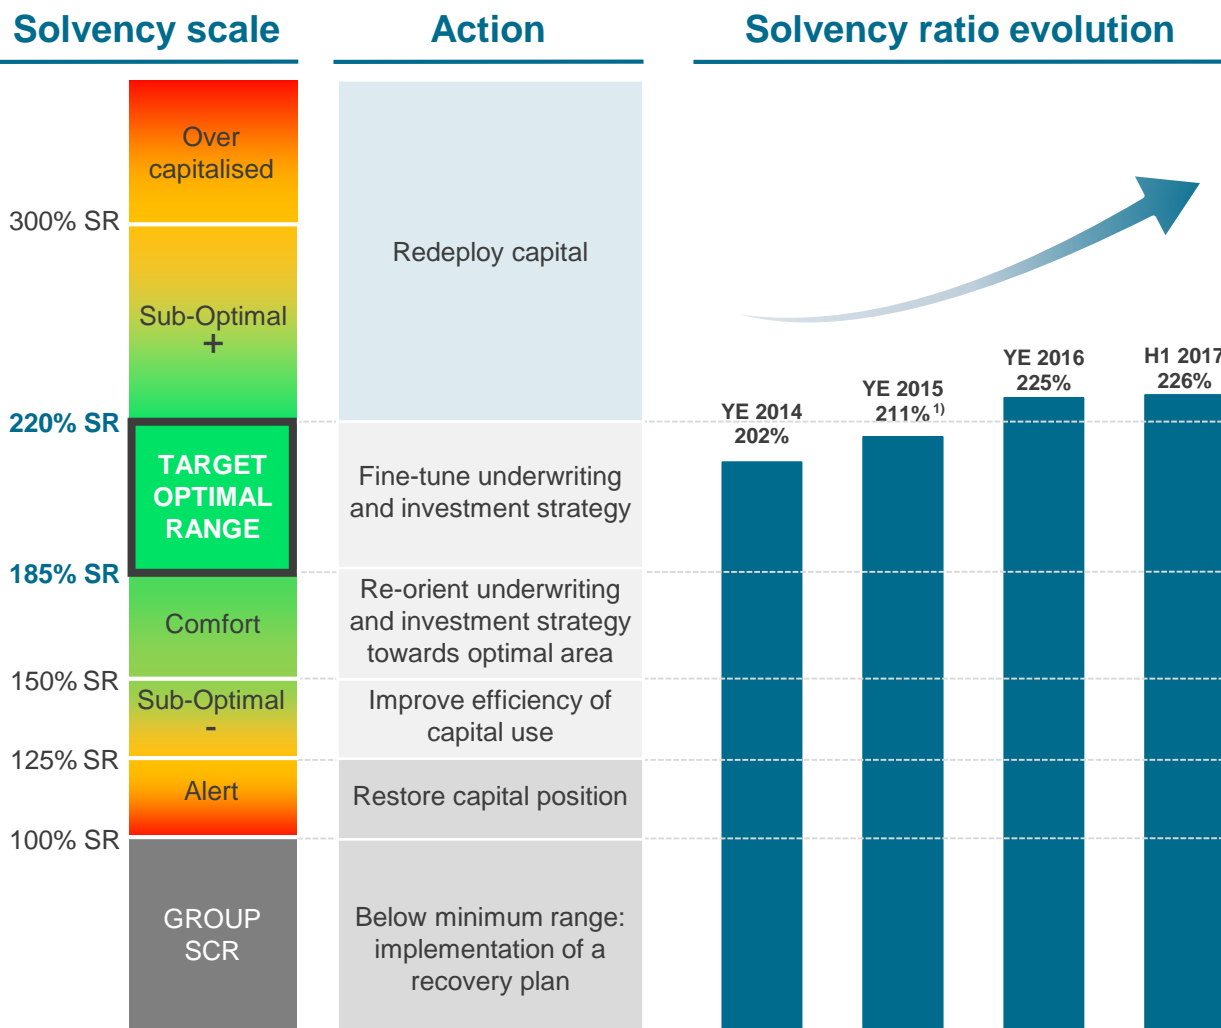 Solvency scale
Action
Solvency ratio evolution
Over
capitalised
300% SR
Sub-Optimal
+
220% SR
TARGET
OPTIMAL
RANGE
185% SR
Comfort
150% SR
Sub-Optimal
-
125% SR
Alert
100% SR
GROUP
SCR
Redeploy capital
Fine-tune underwriting
and investment strategy
Re-orient underwriting
and investment strategy
towards optimal area
Improve efficiency of
capital use
Restore capital position
Below minimum range:
implementation of a
recovery plan
YE 2014
202%
YE 2015
211% 1)
YE 2016
225%
H1 2017
226%